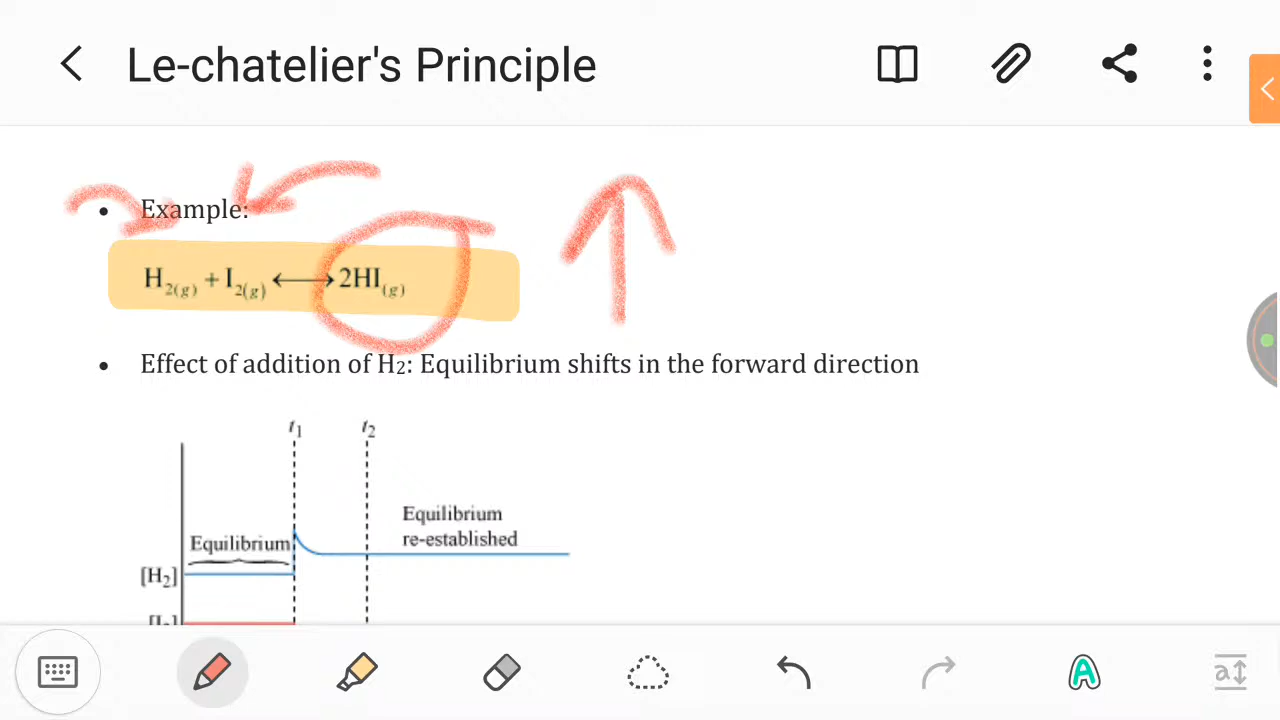 Le-chatelier's Principle
• Example:
H₂(g) + I₂(g) ⟷ 2HI(g)
• Effect of addition of H₂: Equilibrium shifts in the forward direction
t₁ t₂
Equilibrium
re-established
Equilibrium
[H₂]